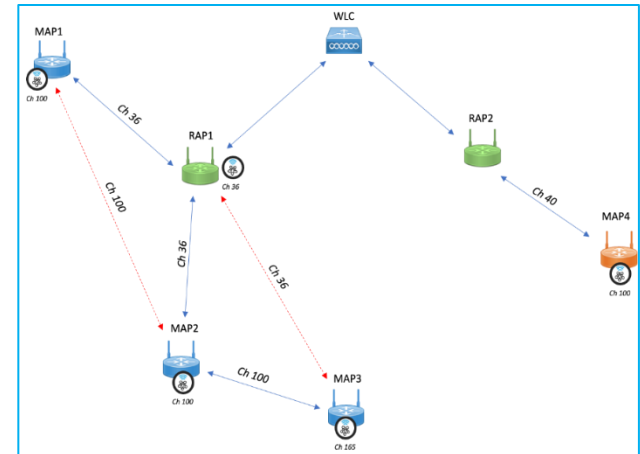 MAP1
WLC
Ch 100
Ch 36
RAP1
RAP2
Ch 36
Ch 100
Ch 40
MAP4
Ch 36
Ch 36
Ch 100
MAP2
Ch 100
MAP3
Ch 100
Ch 165